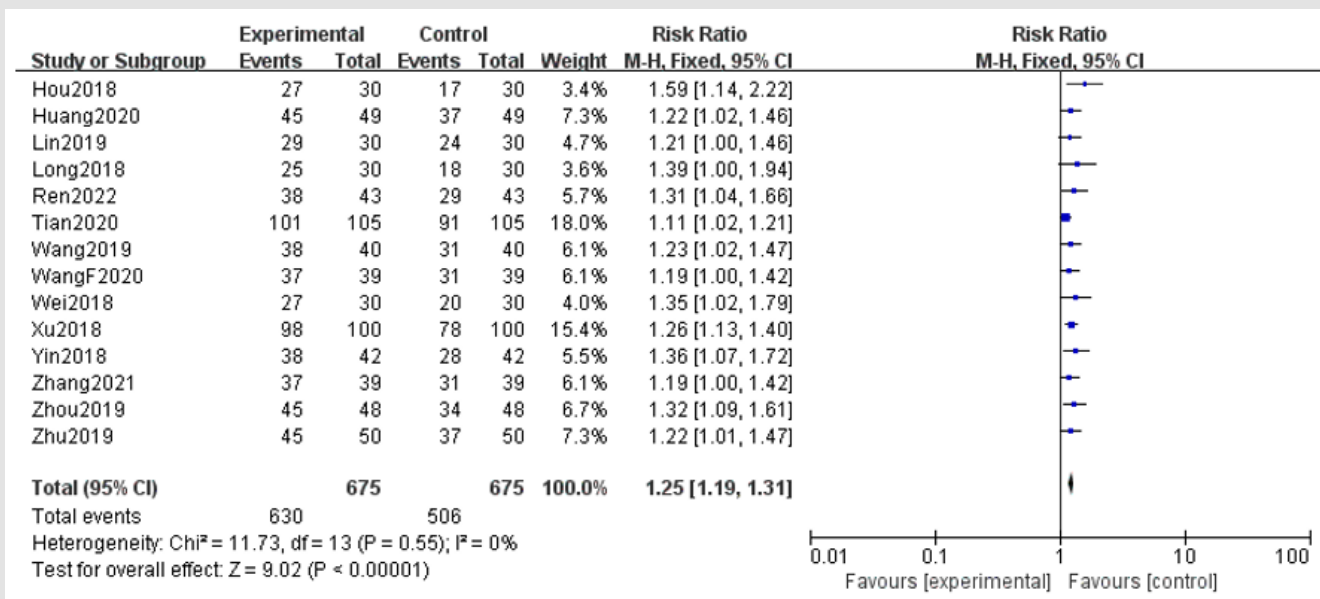 Experimental Control Risk Ratio Risk Ratio
Study or Subgroup Events Total Events Total Weight M-H, Fixed, 95% CI M-H, Fixed, 95% CI
Hou2018 27 30 17 30 3.4% 1.59 [1.14, 2.22]
Huang2020 45 49 37 49 7.3% 1.22 [1.02, 1.46]
Lin2019 29 30 24 30 4.7% 1.21 [1.00, 1.46]
Long2018 25 30 18 30 3.6% 1.39 [1.00, 1.94]
Ren2022 38 43 29 43 5.7% 1.31 [1.04, 1.66]
Tian2020 101 105 91 105 18.0% 1.11 [1.02, 1.21]
Wang2019 38 40 31 40 6.1% 1.23 [1.02, 1.47]
WangF2020 37 39 31 39 6.1% 1.19 [1.00, 1.42]
Wei2018 27 30 20 30 4.0% 1.35 [1.02, 1.79]
Xu2018 98 100 78 100 15.4% 1.26 [1.13, 1.40]
Yin2018 38 42 28 42 5.5% 1.36 [1.07, 1.72]
Zhang2021 37 39 31 39 6.1% 1.19 [1.00, 1.42]
Zhou2019 45 48 34 48 6.7% 1.32 [1.09, 1.61]
Zhu2019 45 50 37 50 7.3% 1.22 [1.01, 1.47]
Total (95% CI) 675 675 100.0% 1.25 [1.19, 1.31]
Total events 630 506
Heterogeneity: Chi² = 11.73, df = 13 (P = 0.55); I² = 0%
Test for overall effect: Z = 9.02 (P < 0.00001)
0.01 0.1 1 10 100
Favours [experimental] Favours [control]